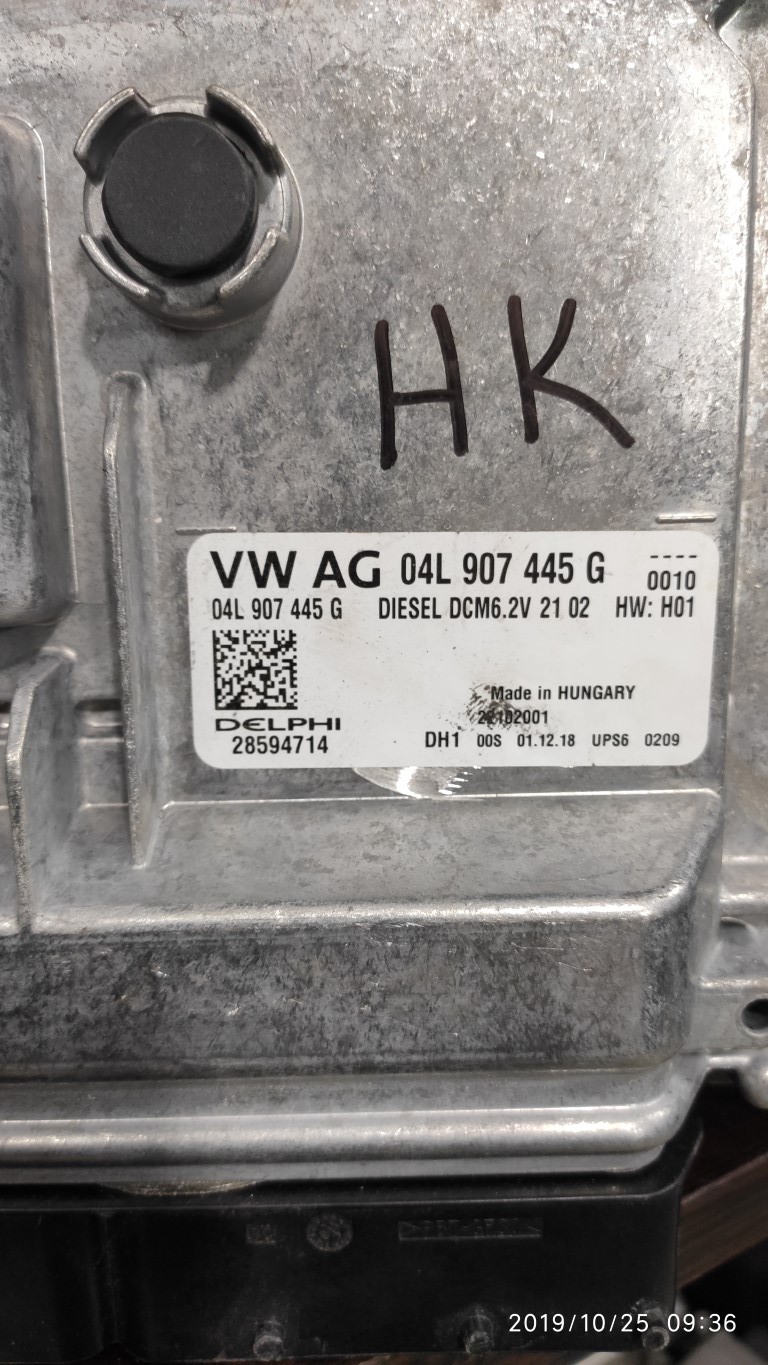 HK
VW AG 04L 907 445 G
----
0010
04L 907 445 G DIESEL DCM6.2V 21 02 HW: H01
Made in HUNGARY
DELPHI
28594714
DH1 00S 01.12.18 UPS6 0209
2019/10/25 09:36